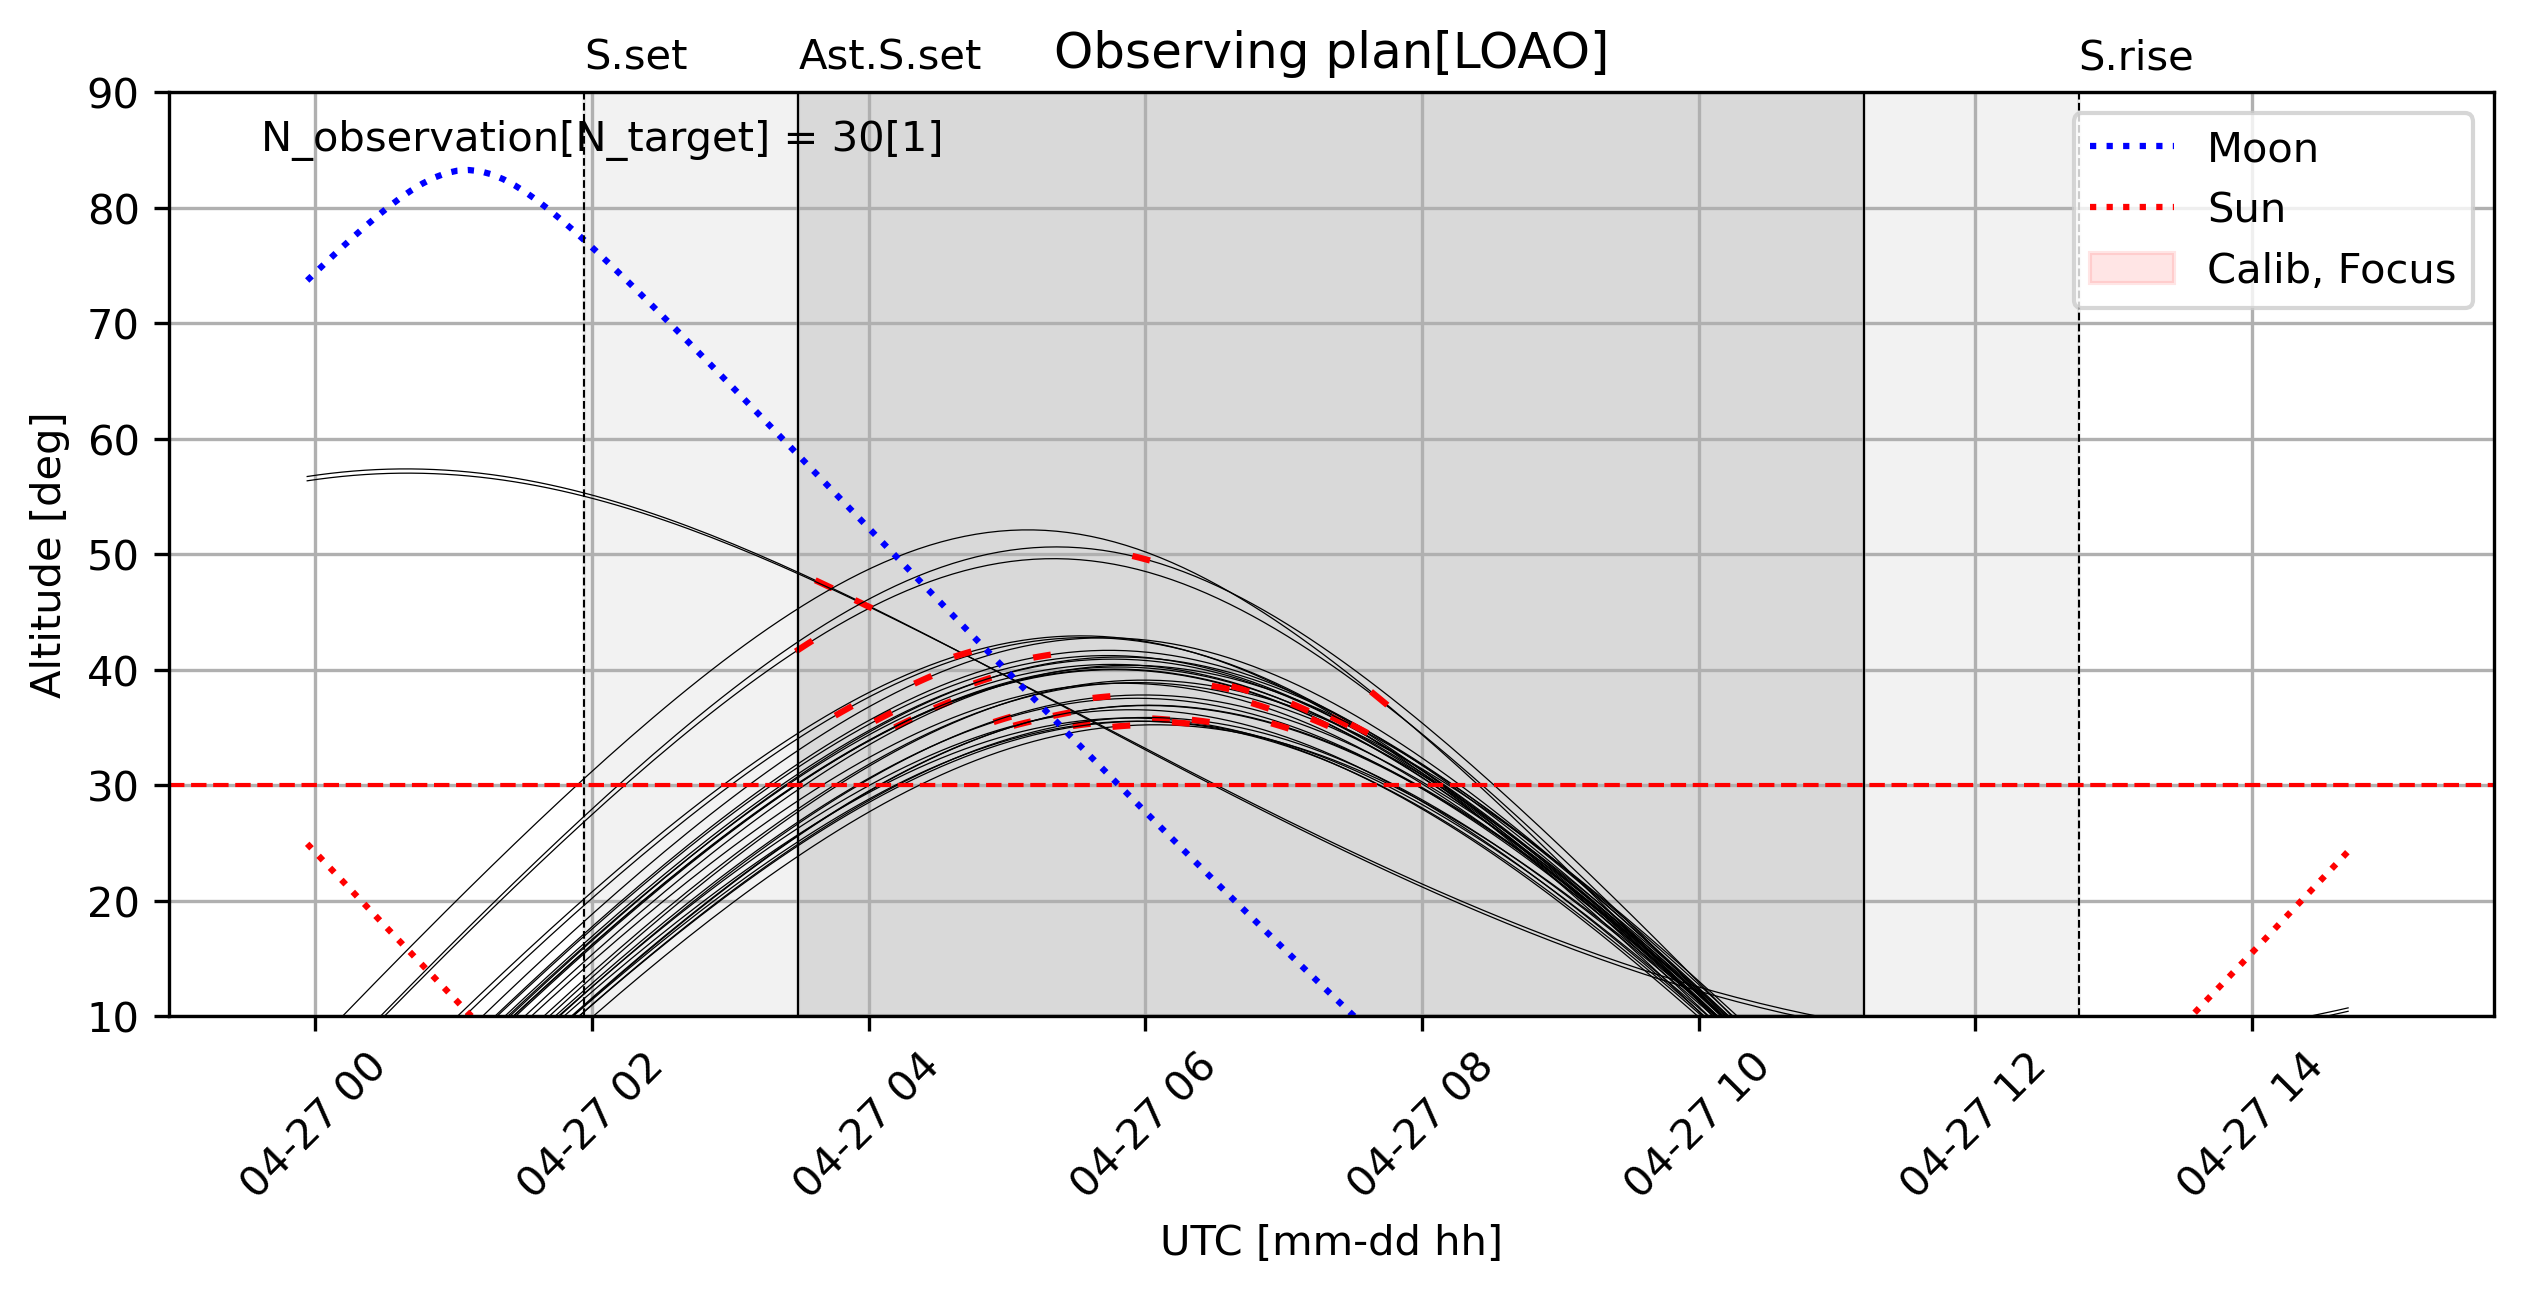 S.set
Ast.S.set
Observing plan[LOAO]
S.rise
N_observation[N_target] = 30[1]
Moon
Sun
Calib, Focus
90
80
70
60
50
40
30
20
10
Altitude [deg]
04-27 00
04-27 02
04-27 04
04-27 06
04-27 08
04-27 10
04-27 12
04-27 14
UTC [mm-dd hh]